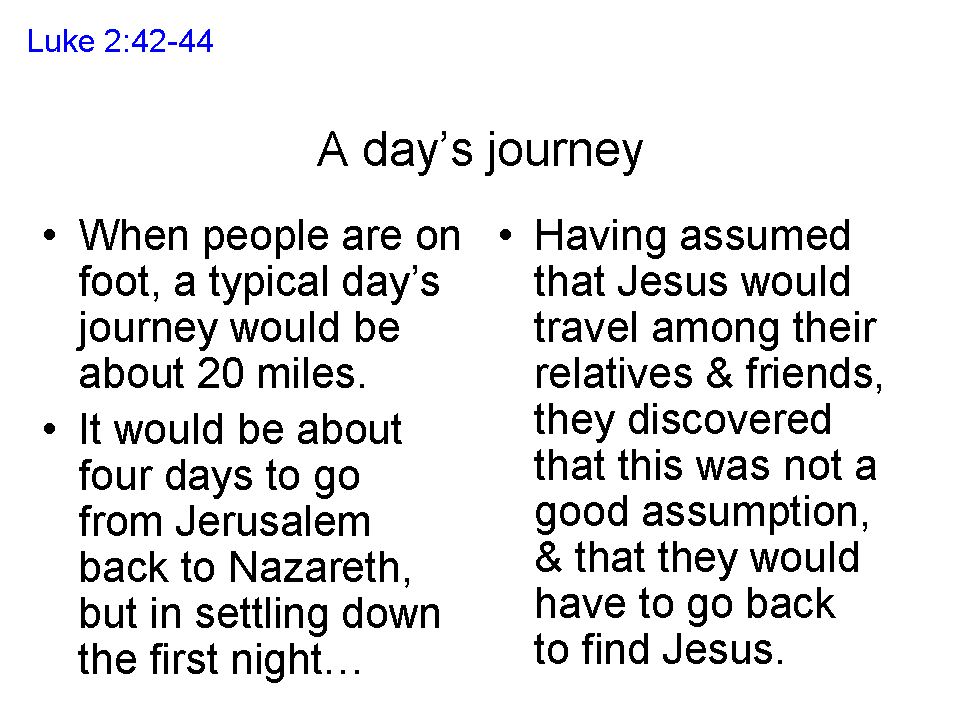 Luke 2:42-44
A day’s journey
• When people are on
foot, a typical day’s
journey would be
about 20 miles.
• It would be about
four days to go
from Jerusalem
back to Nazareth,
but in settling down
the first night…
• Having assumed
that Jesus would
travel among their
relatives & friends,
they discovered
that this was not a
good assumption,
& that they would
have to go back
to find Jesus.